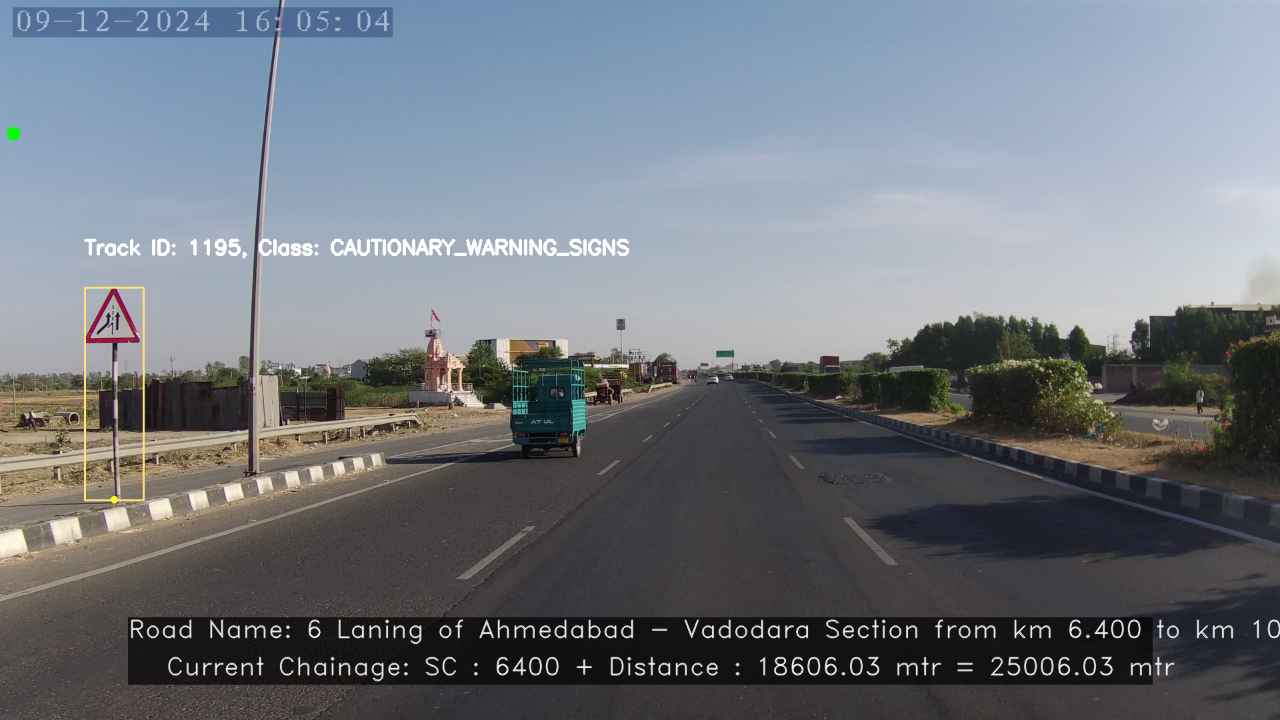 09-12-2024 16:05:04
Track ID: 1195, Class: CAUTIONARY_WARNING_SIGNS
Road Name: 6 Laning of Ahmedabad - Vadodara Section from km 6.400 to km 10
Current Chainage: SC : 6400 + Distance : 18606.03 mtr = 25006.03 mtr